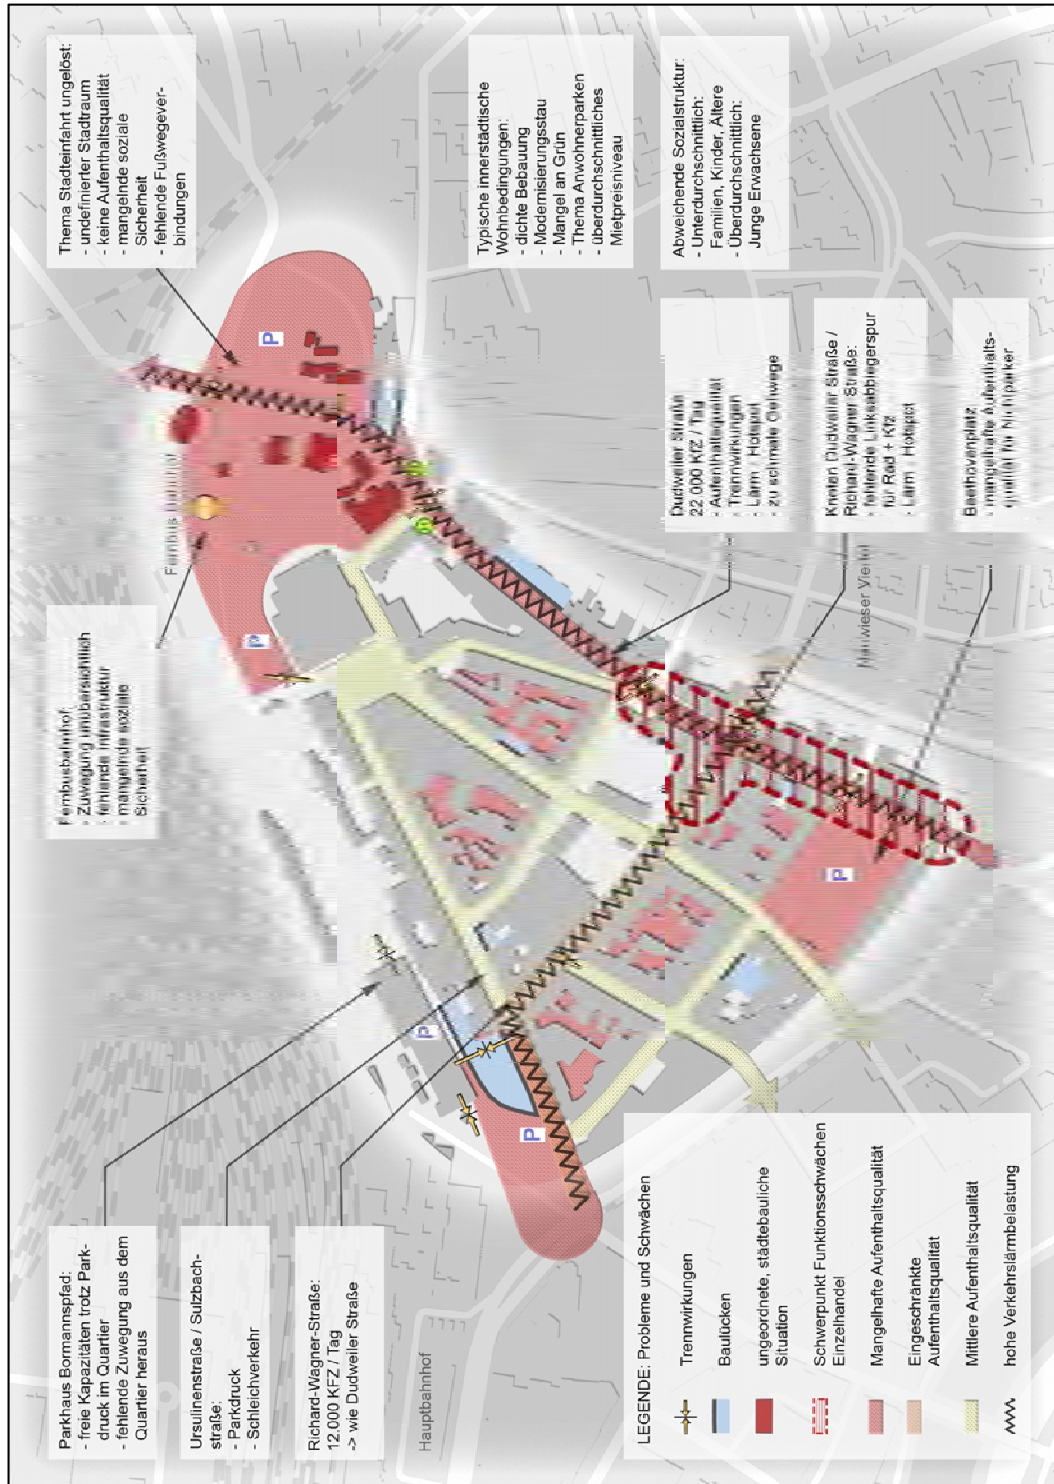 Thema Stadteinfahrt ungelöst:
- undefinierter Stadtraum
- keine Aufenthaltsqualität
- mangelnde soziale
Sicherheit
- fehlende Fußwegever-
bindungen
Typische innerstädtische
Wohnbedingungen:
- dichte Bebauung
- Modernisierungsstau
- Mangel an Grün
- Thema Anwohnerparken
- überdurchschnittliches
Mietpreisniveau
Abweichende Sozialstruktur:
- Unterdurchschnittlich:
Familien, Kinder, Ältere
- Überdurchschnittlich:
Junge Erwachsene
Fernbusbahnhof
- Zuwegung unübersichtlich
- fehlende Infrastruktur
- mangelnde soziale
Sicherheit
Fernbus Bahnhof
Dudweiler Straße
22.000 KfZ / Tag
- Aufenthaltsqualität
- Trennwirkungen
- Lärm - Hotspot
- zu schmale Gehwege
Knoten Dudweiler Straße /
Richard-Wagner Straße:
- fehlende Linksabbiegerspur
für Rad + Kfz
- Lärm - Hotspot
Beethovenplatz
- mangelhafte Aufenthalts-
qualität für Nichtparker
Nauwieser Viertel
P
P
P
P
P
H
H
Parkhaus Bormannspfad:
- freie Kapazitäten trotz Park-
druck im Quartier
- fehlende Zuwegung aus dem
Quartier heraus
Ursulinenstraße / Sulzbach-
straße:
- Parkdruck
- Schleichverkehr
Richard-Wagner-Straße:
12.000 KFZ / Tag
-> wie Dudweiler Straße
Hauptbahnhof
LEGENDE: Probleme und Schwächen
Trennwirkungen
Baulücken
ungeordnete, städtebauliche
Situation
Schwerpunkt Funktionsschwächen
Einzelhandel
Mangelhafte Aufenthaltsqualität
Eingeschränkte
Aufenthaltsqualität
Mittlere Aufenthaltsqualität
hohe Verkehrslärmbelastung